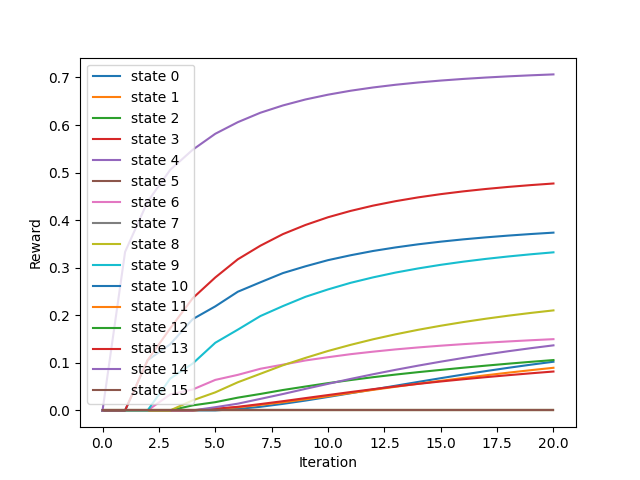 0.7
0.6
0.5
0.4
0.3
0.2
0.1
0.0
Reward
state 0
state 1
state 2
state 3
state 4
state 5
state 6
state 7
state 8
state 9
state 10
state 11
state 12
state 13
state 14
state 15
0.0 2.5 5.0 7.5 10.0 12.5 15.0 17.5 20.0
Iteration